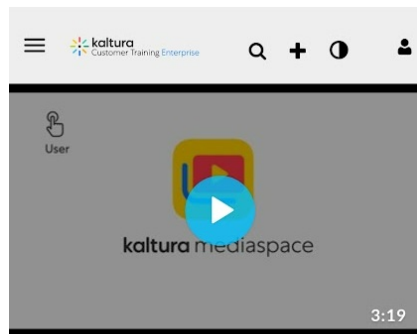 kaltura
Customer Training Enterprise
User
kaltura mediaspace
3:19